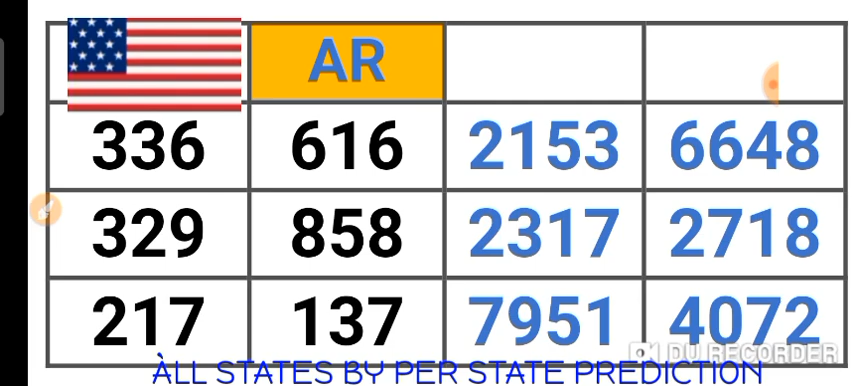 AR
336 616 2153 6648
329 858 2317 2718
217 137 7951 4072
DU RECORDER
ÀLL STATES BY PER STATE PREDICTION